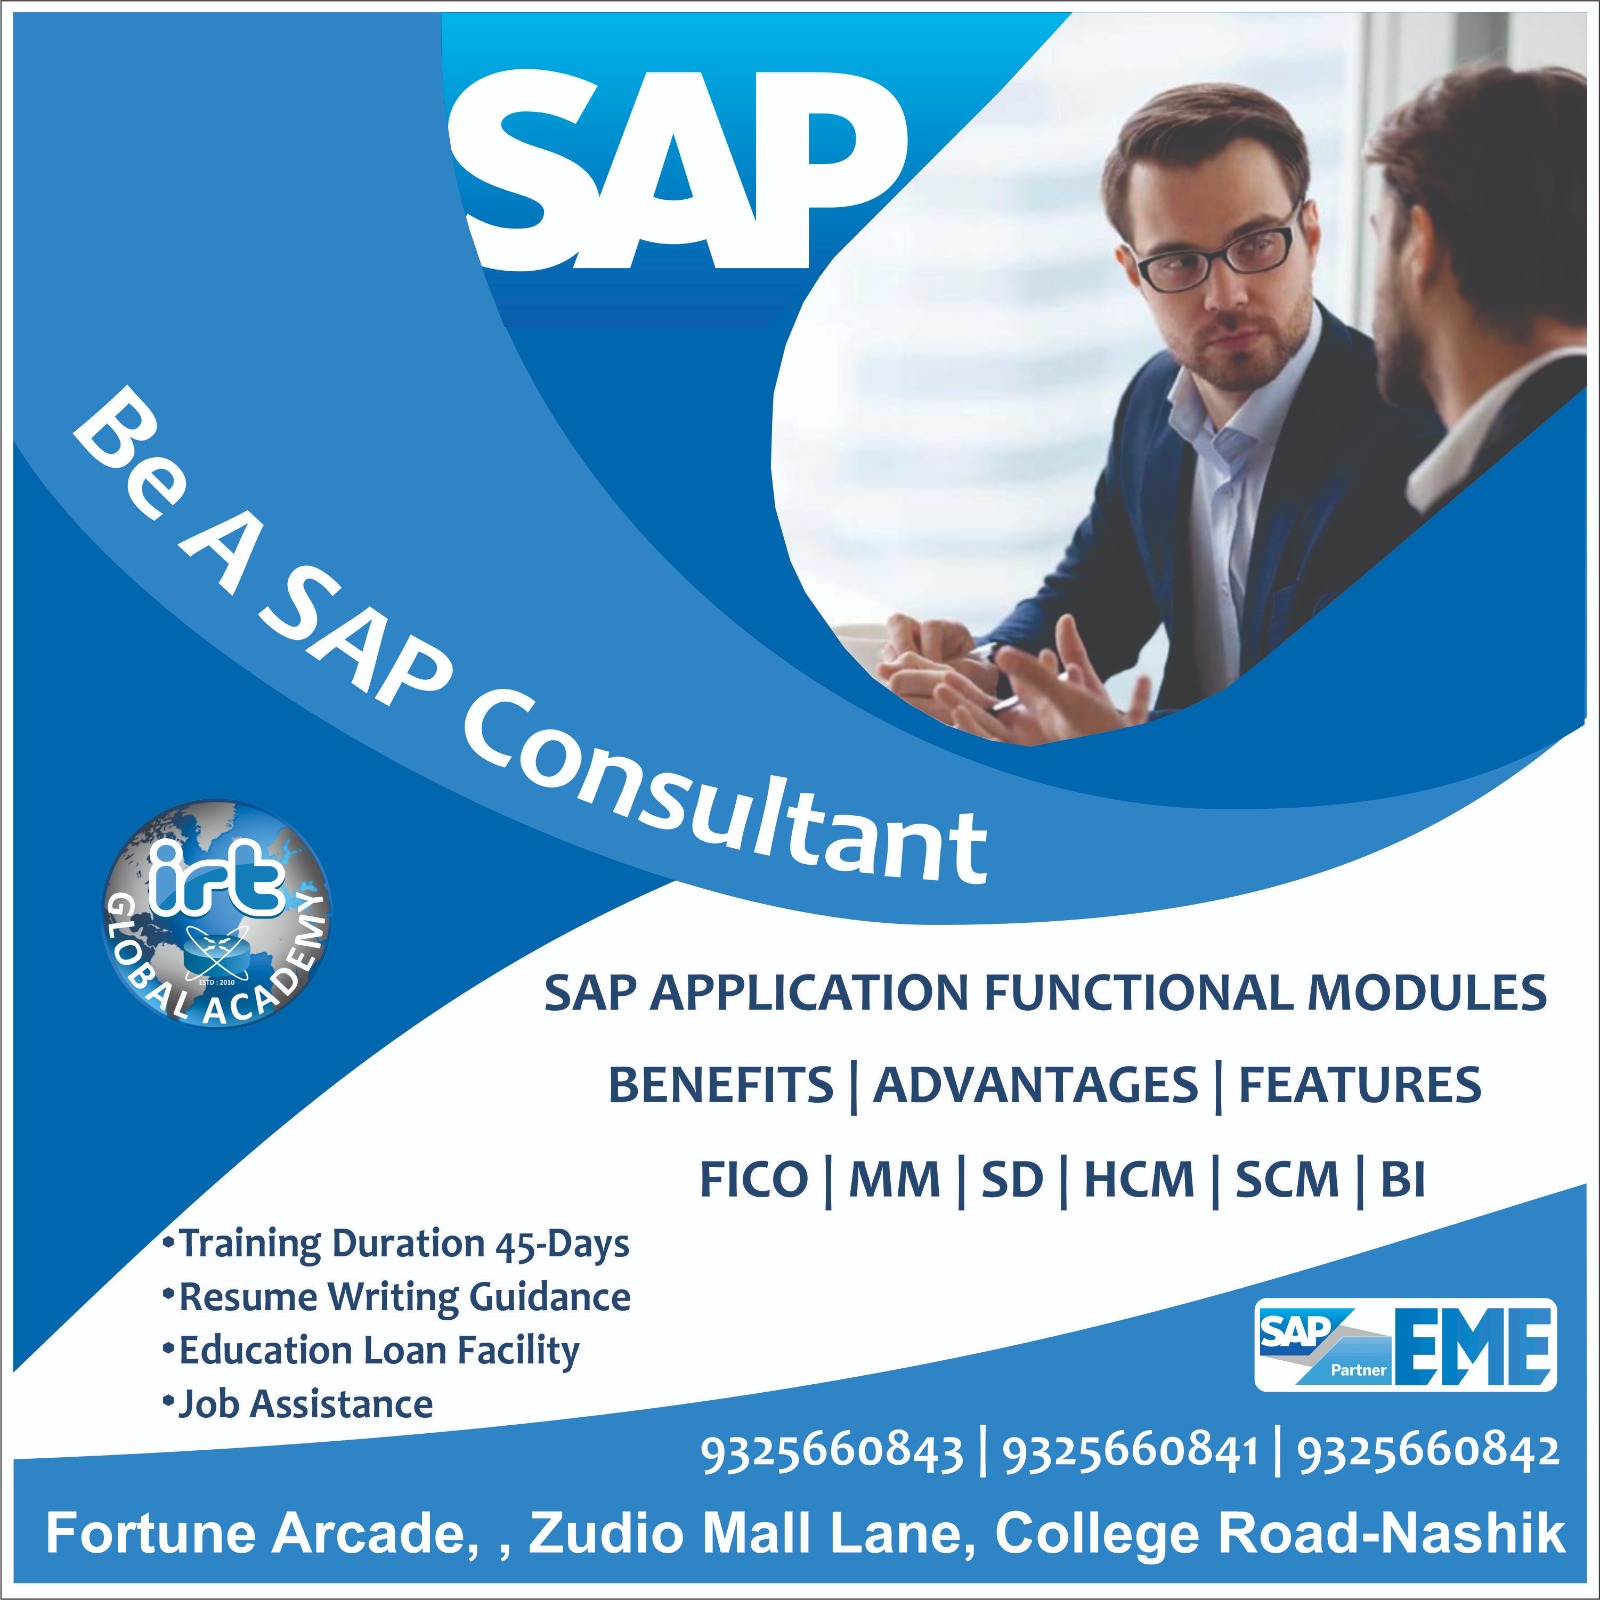 SAP
Be A SAP Consultant
irt
GLOBAL ACADEMY
ESTD : 2010
SAP APPLICATION FUNCTIONAL MODULES
BENEFITS | ADVANTAGES | FEATURES
FICO | MM | SD | HCM | SCM | BI
•Training Duration 45-Days
•Resume Writing Guidance
•Education Loan Facility
•Job Assistance
SAP Partner EME
9325660843 | 9325660841 | 9325660842
Fortune Arcade, , Zudio Mall Lane, College Road-Nashik